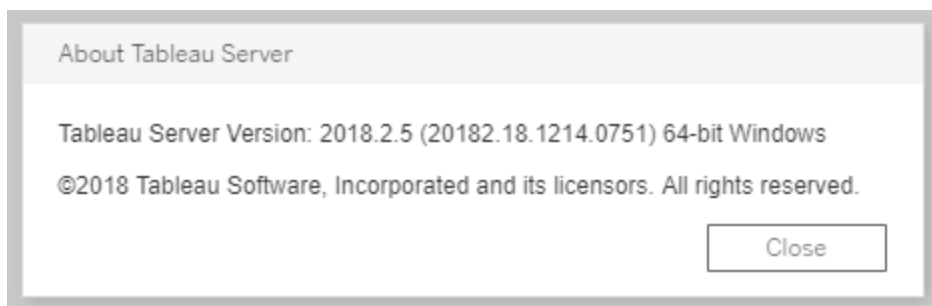 About Tableau Server
Tableau Server Version: 2018.2.5 (20182.18.1214.0751) 64-bit Windows
©2018 Tableau Software, Incorporated and its licensors. All rights reserved.
Close